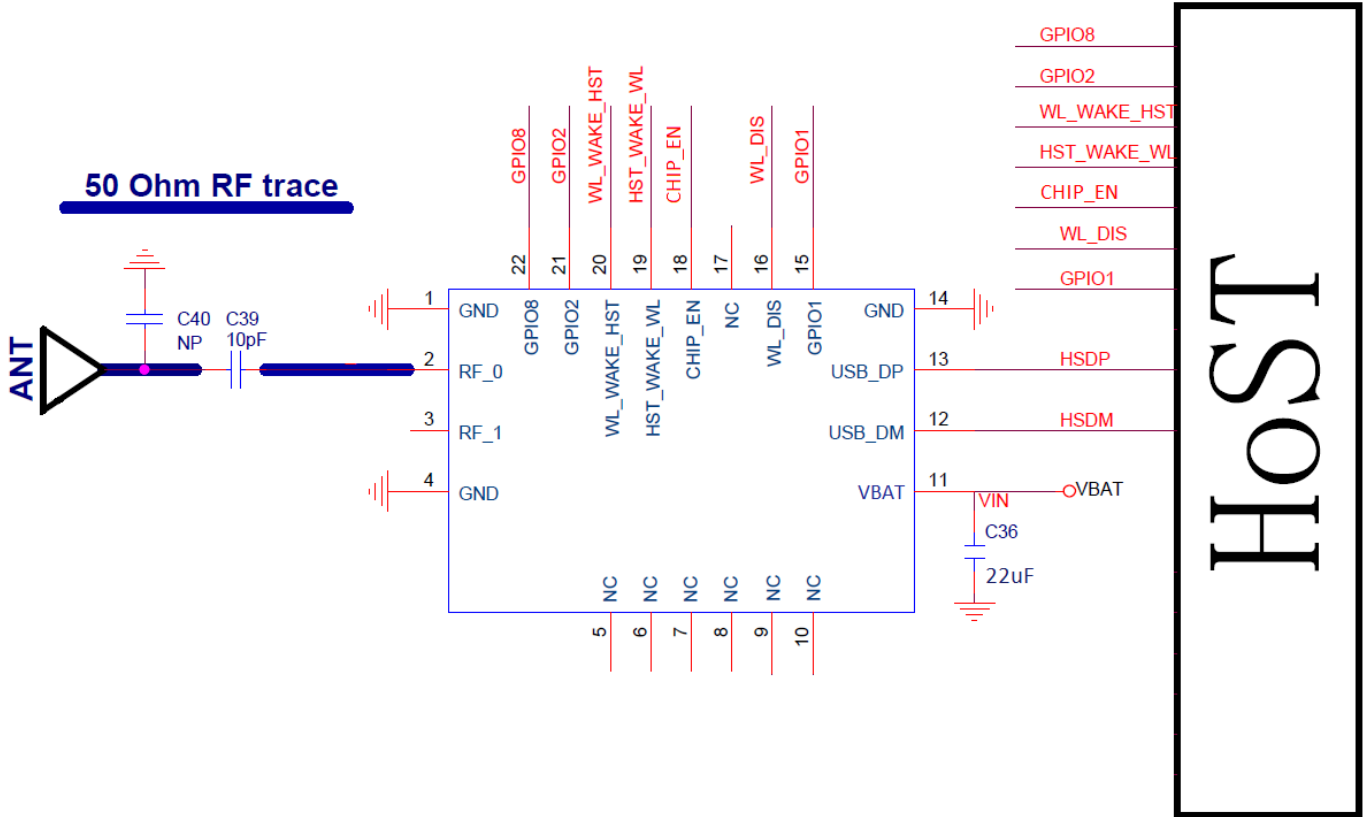 50 Ohm RF trace
ANT
C40
NP
C39
10pF
GPIO8
GPIO2
WL_WAKE_HST
HST_WAKE_WL
CHIP_EN
WL_DIS
GPIO1
22
21
20
19
18
17
16
15
GPIO8
GPIO2
WL_WAKE_HST
HST_WAKE_WL
CHIP_EN
NC
WL_DIS
GPIO1
1
GND
2
RF_0
3
RF_1
4
GND
GND
14
USB_DP
13
HSDP
USB_DM
12
HSDM
VBAT
11
VIN
VBAT
C36
22uF
NC
NC
NC
NC
NC
NC
5
6
7
8
9
10
GPIO8
GPIO2
WL_WAKE_HST
HST_WAKE_WL
CHIP_EN
WL_DIS
GPIO1
HoST